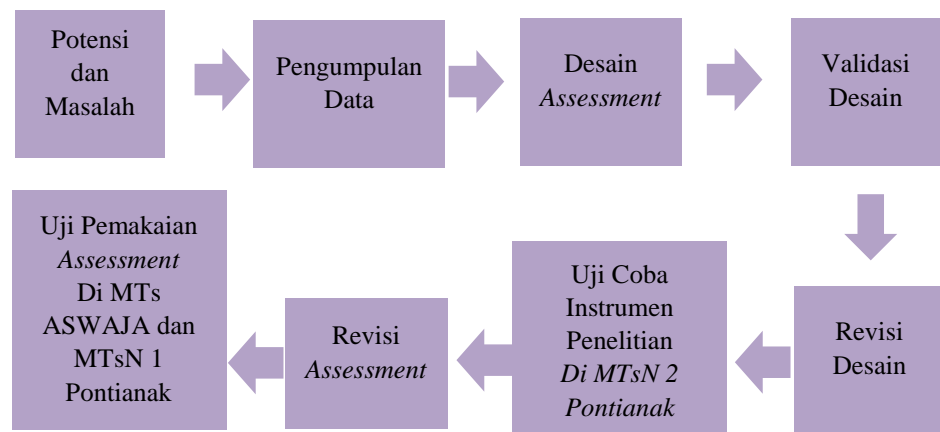 Potensi
dan
Masalah
Pengumpulan
Data
Desain
Assessment
Validasi
Desain
Revisi
Desain
Uji Coba
Instrumen
Penelitian
Di MTsN 2
Pontianak
Revisi
Assessment
Uji Pemakaian
Assessment
Di MTs
ASWAJA dan
MTsN 1
Pontianak